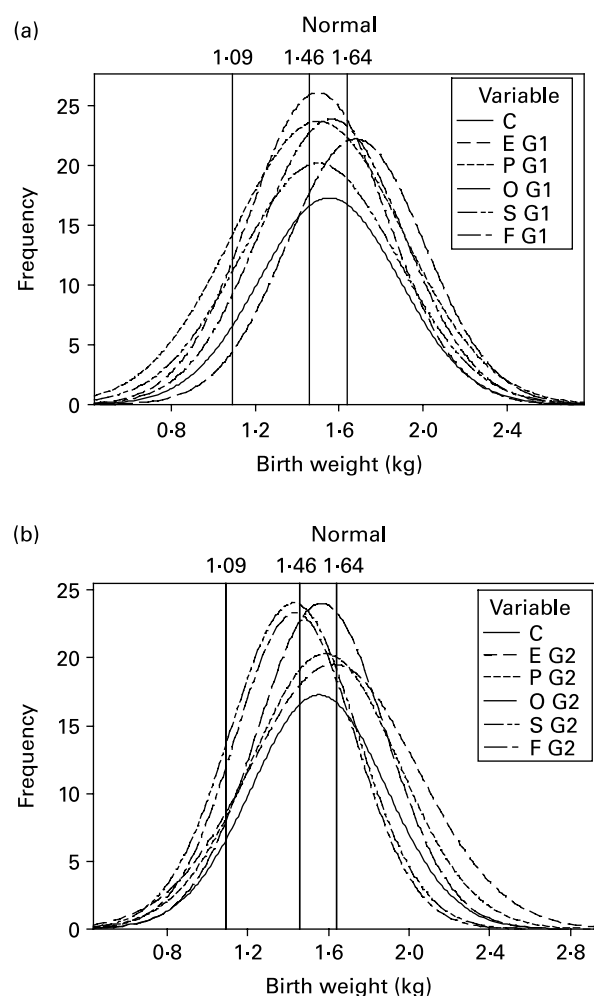 (a)
Normal
1·09 1·46 1·64
25
20
15
10
5
0
Frequency
Variable
C
E G1
P G1
O G1
S G1
F G1
0·8 1·2 1·6 2·0 2·4
Birth weight (kg)
(b)
Normal
1·09 1·46 1·64
25
20
15
10
5
0
Frequency
Variable
C
E G2
P G2
O G2
S G2
F G2
0·8 1·2 1·6 2·0 2·4 2·8
Birth weight (kg)